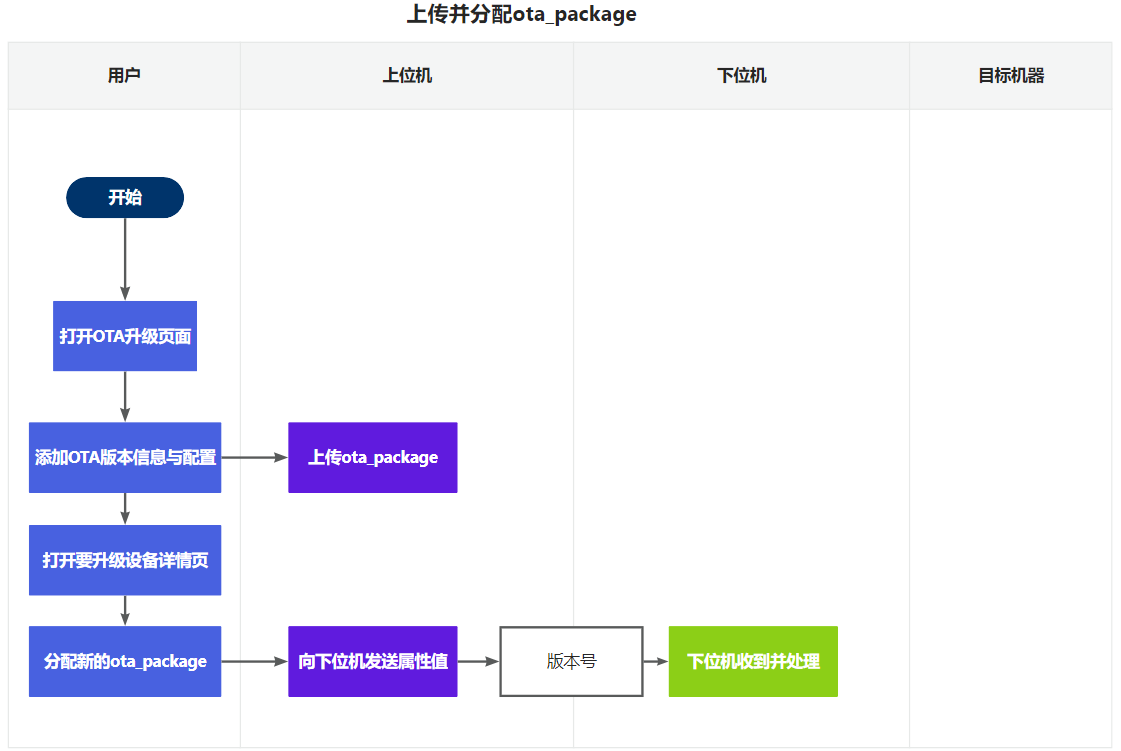 上传并分配ota_package
用户
上位机
下位机
目标机器
开始
打开OTA升级页面
添加OTA版本信息与配置
上传ota_package
打开要升级设备详情页
分配新的ota_package
向下位机发送属性值
版本号
下位机收到并处理